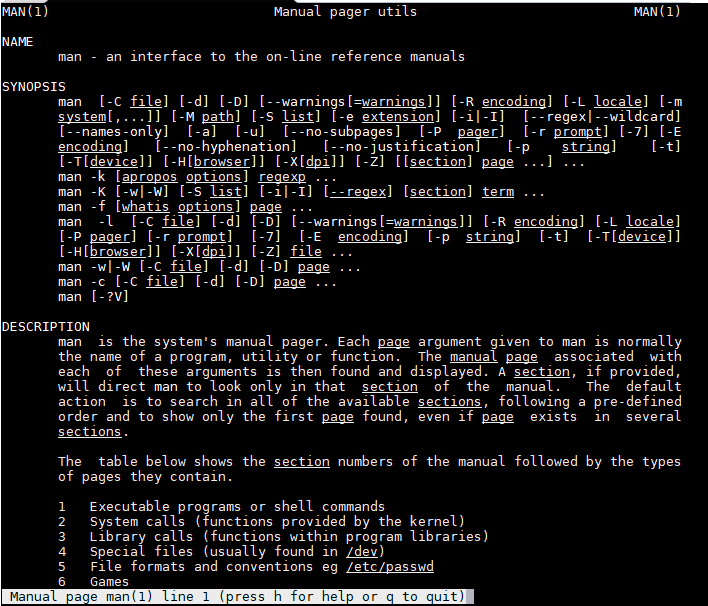 MAN(1) Manual pager utils MAN(1)
NAME
man - an interface to the on-line reference manuals
SYNOPSIS
man [-C file] [-d] [-D] [--warnings[=warnings]] [-R encoding] [-L locale] [-m
system[,...]] [-M path] [-S list] [-e extension] [-i|-I] [--regex|--wildcard]
[--names-only] [-a] [-u] [--no-subpages] [-P pager] [-r prompt] [-7] [-E
encoding] [--no-hyphenation] [--no-justification] [-p string] [-t]
[-T[device]] [-H[browser]] [-X[dpi]] [-Z] [[section] page ...] ...
man -k [apropos options] regexp ...
man -K [-w|-W] [-S list] [-i|-I] [--regex] [section] term ...
man -f [whatis options] page ...
man -l [-C file] [-d] [-D] [--warnings[=warnings]] [-R encoding] [-L locale]
[-P pager] [-r prompt] [-7] [-E encoding] [-p string] [-t] [-T[device]]
[-H[browser]] [-X[dpi]] [-Z] file ...
man -w|-W [-C file] [-d] [-D] page ...
man -c [-C file] [-d] [-D] page ...
man [-?V]
DESCRIPTION
man is the system's manual pager. Each page argument given to man is normally
the name of a program, utility or function. The manual page associated with
each of these arguments is then found and displayed. A section, if provided,
will direct man to look only in that section of the manual. The default
action is to search in all of the available sections, following a pre-defined
order and to show only the first page found, even if page exists in several
sections.
The table below shows the section numbers of the manual followed by the types
of pages they contain.
1 Executable programs or shell commands
2 System calls (functions provided by the kernel)
3 Library calls (functions within program libraries)
4 Special files (usually found in /dev)
5 File formats and conventions eg /etc/passwd
6 Games
Manual page man(1) line 1 (press h for help or q to quit)